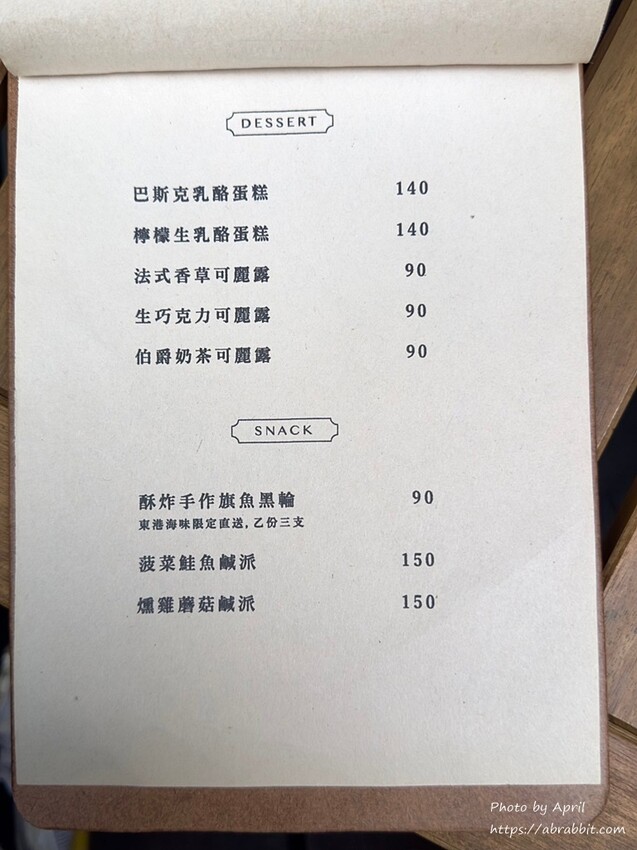 DESSERT
巴斯克乳酪蛋糕 140
檸檬生乳酪蛋糕 140
法式香草可麗露 90
生巧克力可麗露 90
伯爵奶茶可麗露 90
SNACK
酥炸手作旗魚黑輪 90
東港海味限定直送, 乙份三支
菠菜鮭魚鹹派 150
燻雞蘑菇鹹派 150
Photo by April
https://abrabbit.com/